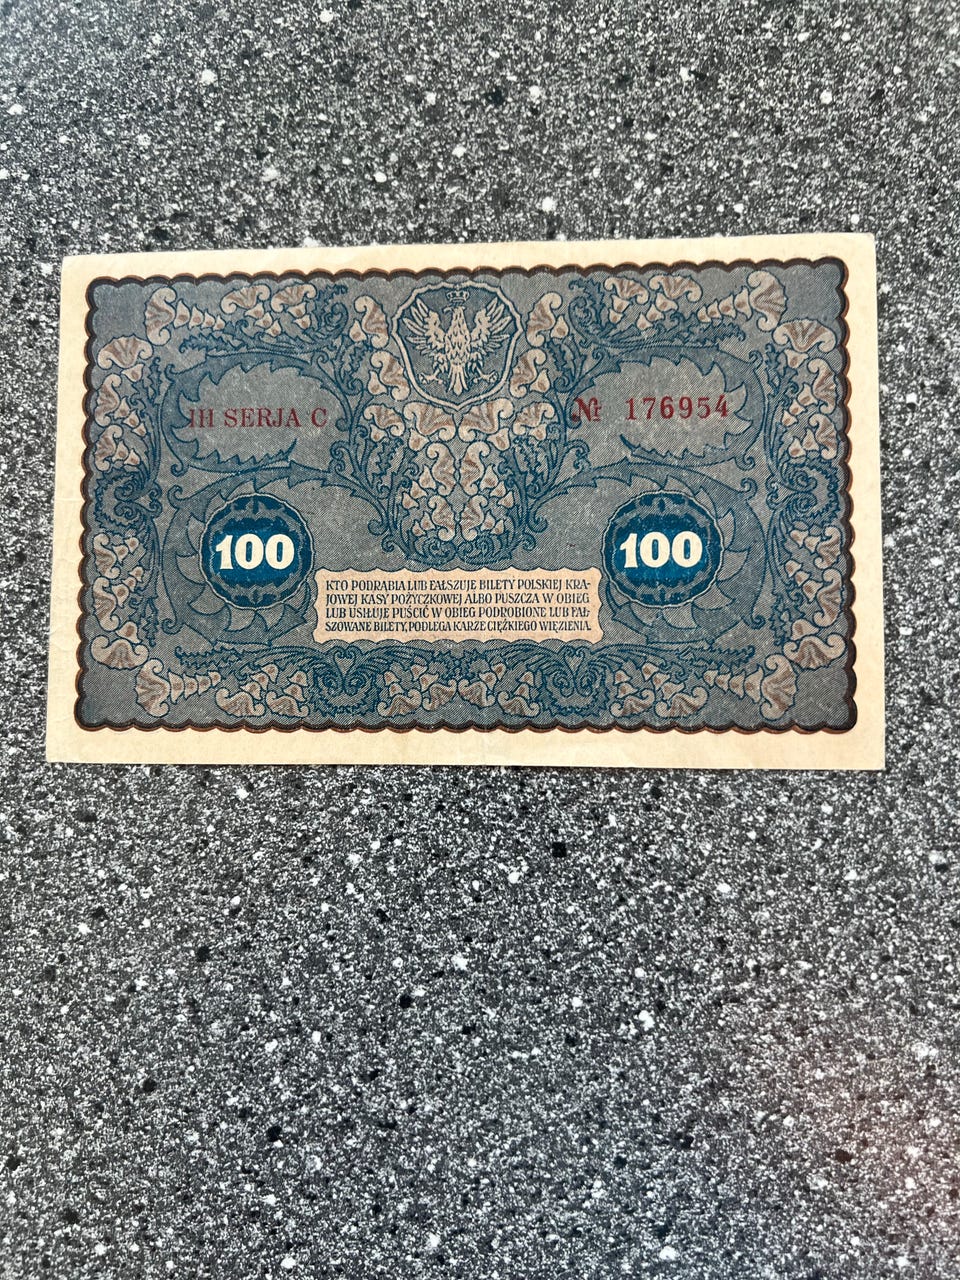 IH SERJA C
№ 176954
100
100
KTO PODRABIA LUB FAŁSZUJE BILETY POLSKIEJ KRA-
JOWEJ KASY POŻYCZKOWEJ ALBO PUSZCZA W OBIEG
LUB USIŁUJE PUŚCIĆ W OBIEG PODROBIONE LUB FAŁ-
SZOWANE BILETY, PODLEGA KARZE CIĘŻKIEGO WIĘZIENIA.